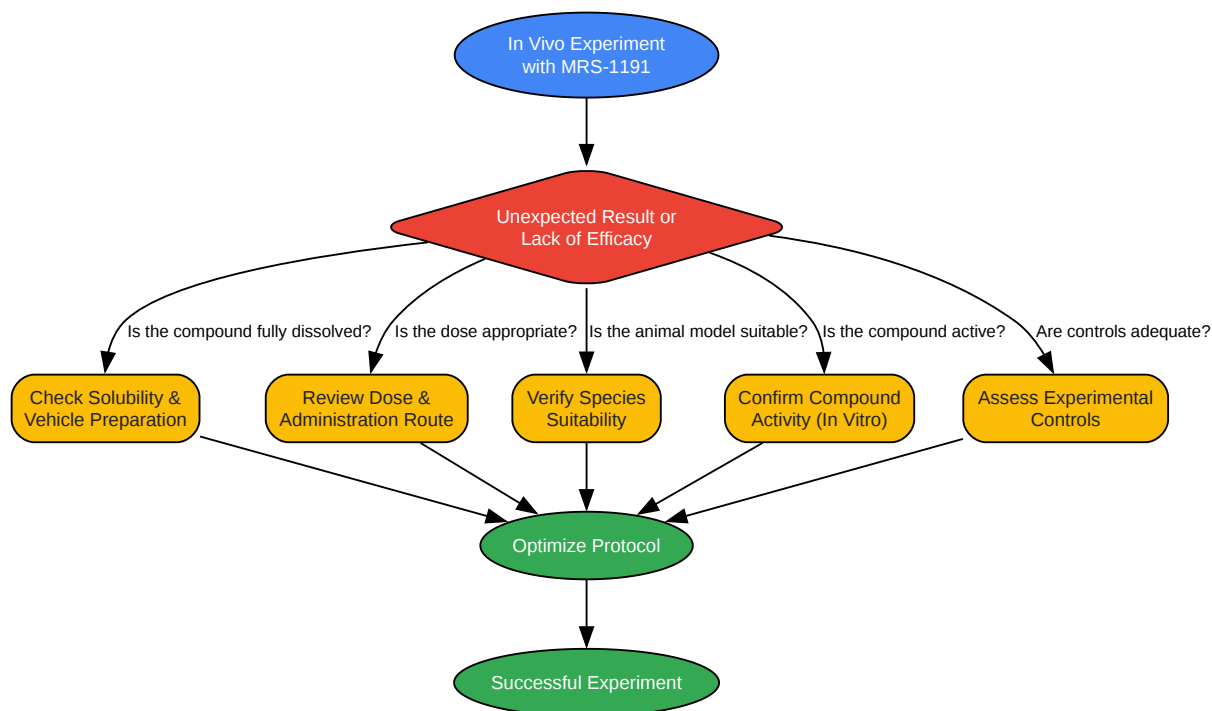 In Vivo Experiment
with MRS-1191
Unexpected Result or
Lack of Efficacy
Is the compound fully dissolved?
Is the dose appropriate?
Is the animal model suitable?
Is the compound active?
Are controls adequate?
Check Solubility &
Vehicle Preparation
Review Dose &
Administration Route
Verify Species
Suitability
Confirm Compound
Activity (In Vitro)
Assess Experimental
Controls
Optimize Protocol
Successful Experiment